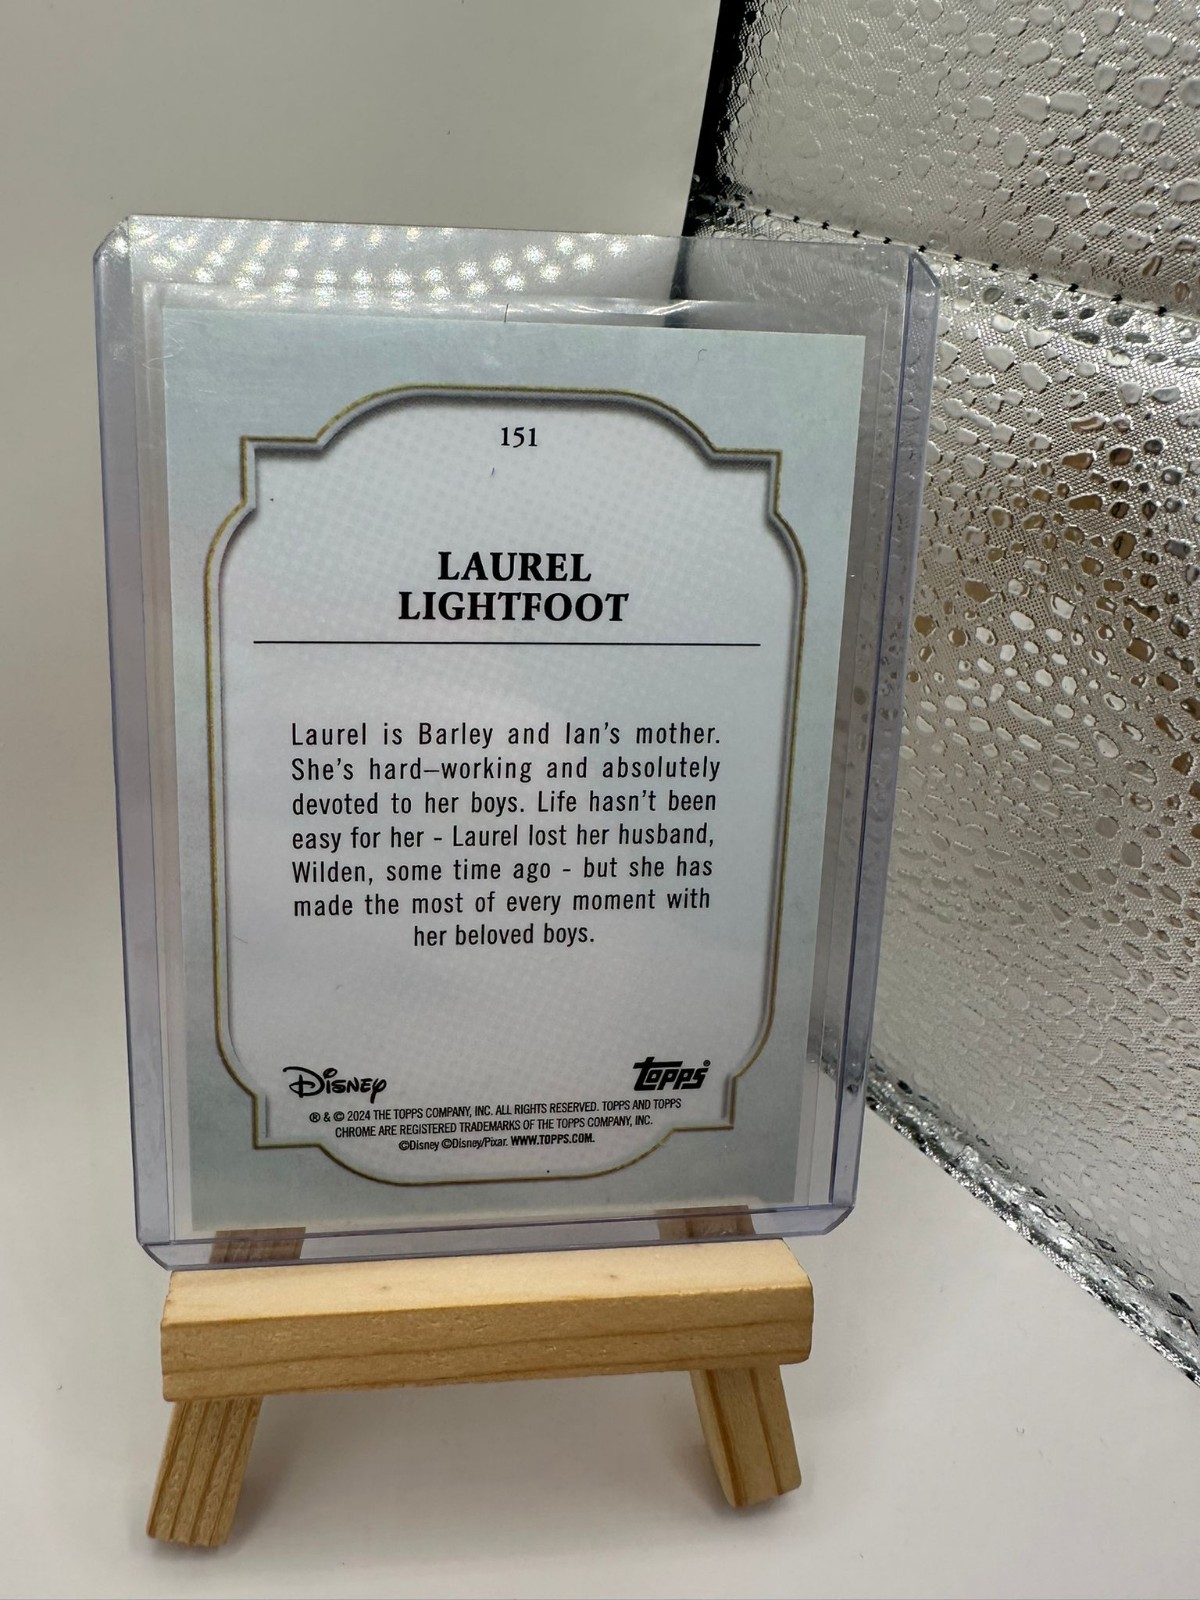 151
LAUREL
LIGHTFOOT
Laurel is Barley and Ian's mother.
She's hard–working and absolutely
devoted to her boys. Life hasn't been
easy for her - Laurel lost her husband,
Wilden, some time ago - but she has
made the most of every moment with
her beloved boys.
Disney
Topps®
® & © 2024 THE TOPPS COMPANY, INC. ALL RIGHTS RESERVED. TOPPS AND TOPPS
CHROME ARE REGISTERED TRADEMARKS OF THE TOPPS COMPANY, INC.
©Disney ©Disney/Pixar. WWW.TOPPS.COM.